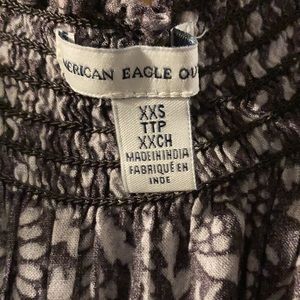 MERICAN EAGLE OU
XXS
TTP
XXCH
MADE IN INDIA
FABRIQUÉ EN
INDE